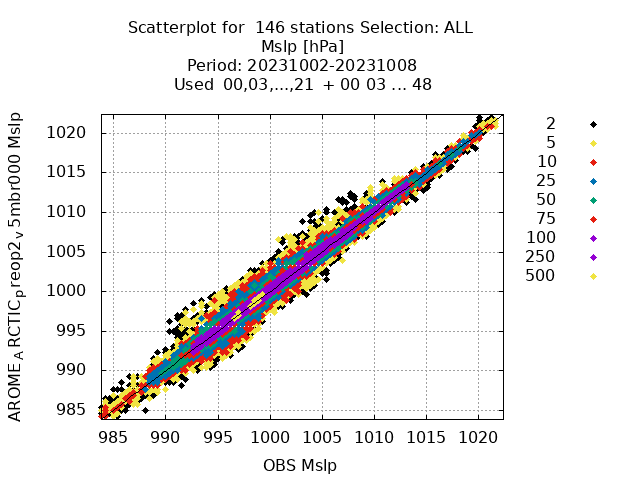 Scatterplot for  146 stations Selection: ALL
Mslp [hPa]
Period: 20231002-20231008
Used  00,03,...,21  + 00 03 ... 48
AROME_ARCTIC_preop2_v5mbr000 Mslp
1020
1015
1010
1005
1000
995
990
985
985 990 995 1000 1005 1010 1015 1020
OBS Mslp
2
5
10
25
50
75
100
250
500